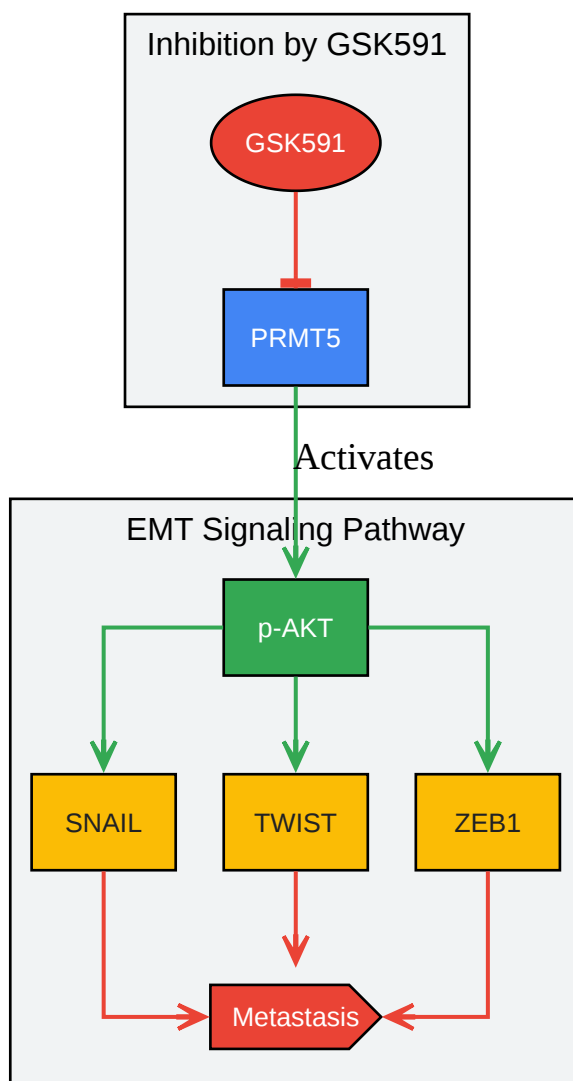 Inhibition by GSK591
GSK591
PRMT5
Activates
EMT Signaling Pathway
p-AKT
SNAIL
TWIST
ZEB1
Metastasis